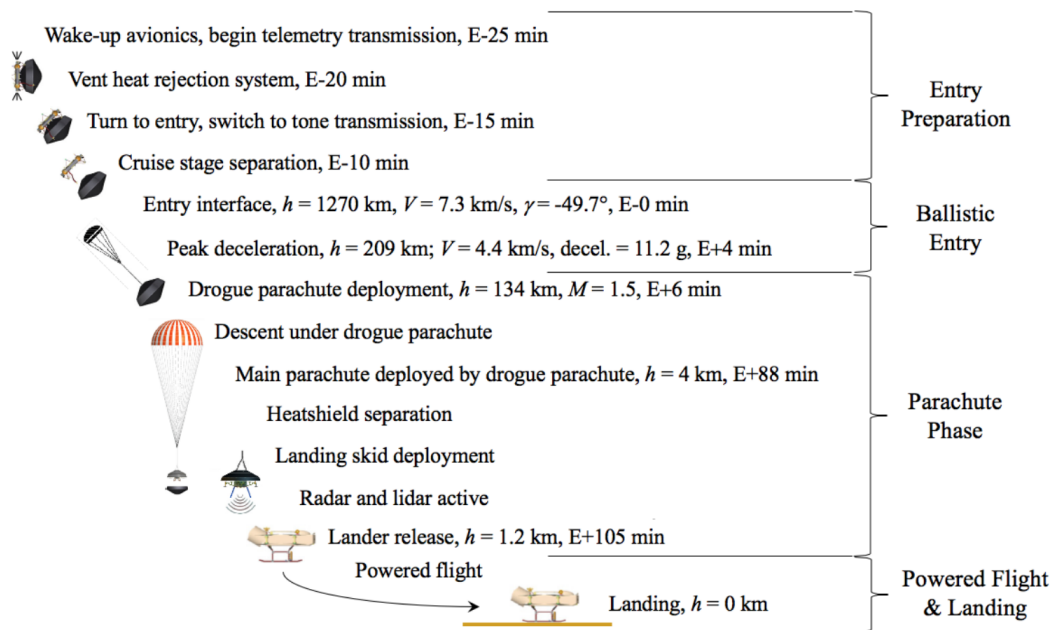 Wake-up avionics, begin telemetry transmission, E-25 min
Vent heat rejection system, E-20 min
Turn to entry, switch to tone transmission, E-15 min
Cruise stage separation, E-10 min
Entry
Preparation
Entry interface, h = 1270 km, V = 7.3 km/s, γ = -49.7°, E-0 min
Peak deceleration, h = 209 km; V = 4.4 km/s, decel. = 11.2 g, E+4 min
Ballistic
Entry
Drogue parachute deployment, h = 134 km, M = 1.5, E+6 min
Descent under drogue parachute
Main parachute deployed by drogue parachute, h = 4 km, E+88 min
Heatshield separation
Landing skid deployment
Radar and lidar active
Lander release, h = 1.2 km, E+105 min
Parachute
Phase
Powered flight
Landing, h = 0 km
Powered Flight
& Landing